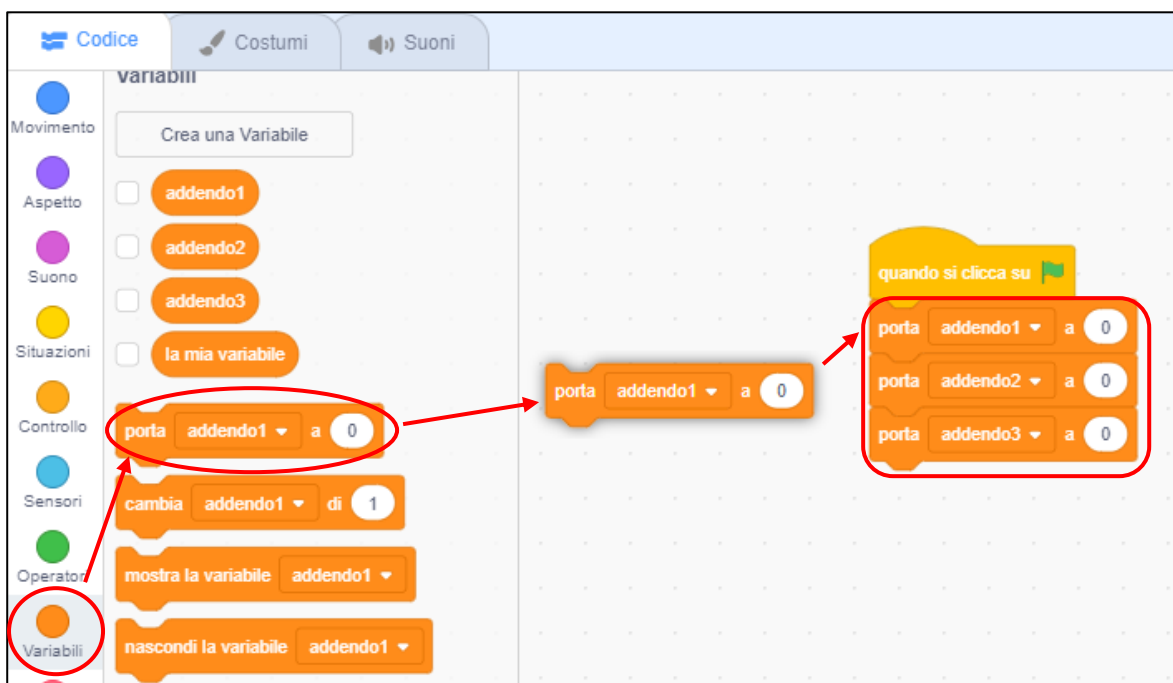 Codice
Costumi
Suoni
Movimento
Aspetto
Suono
Situazioni
Controllo
Sensori
Operatori
Variabili
Variabili
Crea una Variabile
addendo1
addendo2
addendo3
la mia variabile
porta addendo1 a 0
cambia addendo1 di 1
mostra la variabile addendo1
nascondi la variabile addendo1
porta addendo1 a 0
quando si clicca su
porta addendo1 a 0
porta addendo2 a 0
porta addendo3 a 0